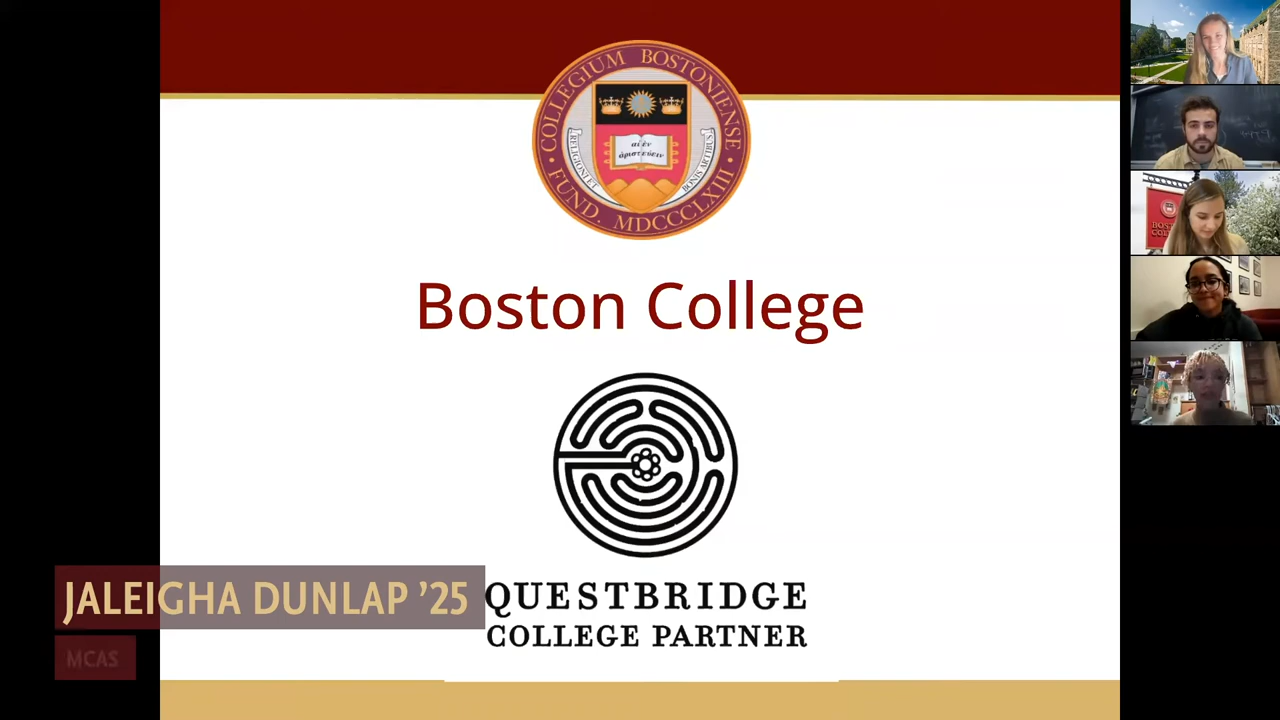 COLLEGIUM BOSTONIENSE
FUND. MDCCCLXIII
RELIGIONI ET
BONIS ARTIBUS
αἰὲν
ἀριστεύειν
Boston College
QUESTBRIDGE
COLLEGE PARTNER
JALEIGHA DUNLAP ’25
MCAS